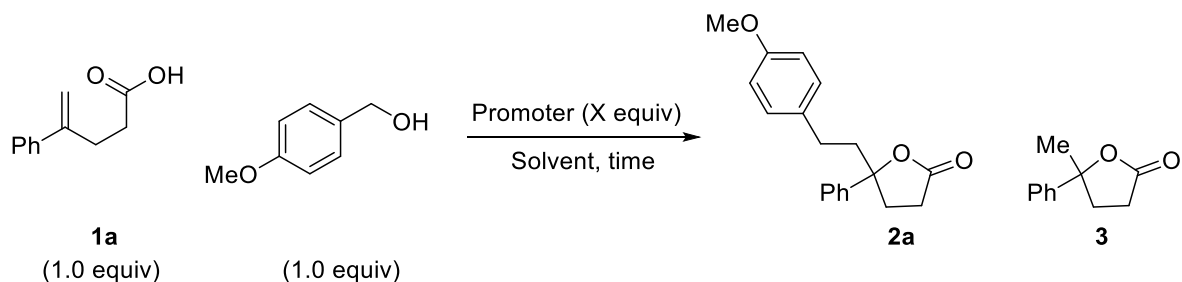 MeO
O
OH
Ph
OH
MeO
Promoter (X equiv)
Solvent, time
O
O
Ph
Me
O
O
Ph
1a
2a
3
(1.0 equiv)
(1.0 equiv)